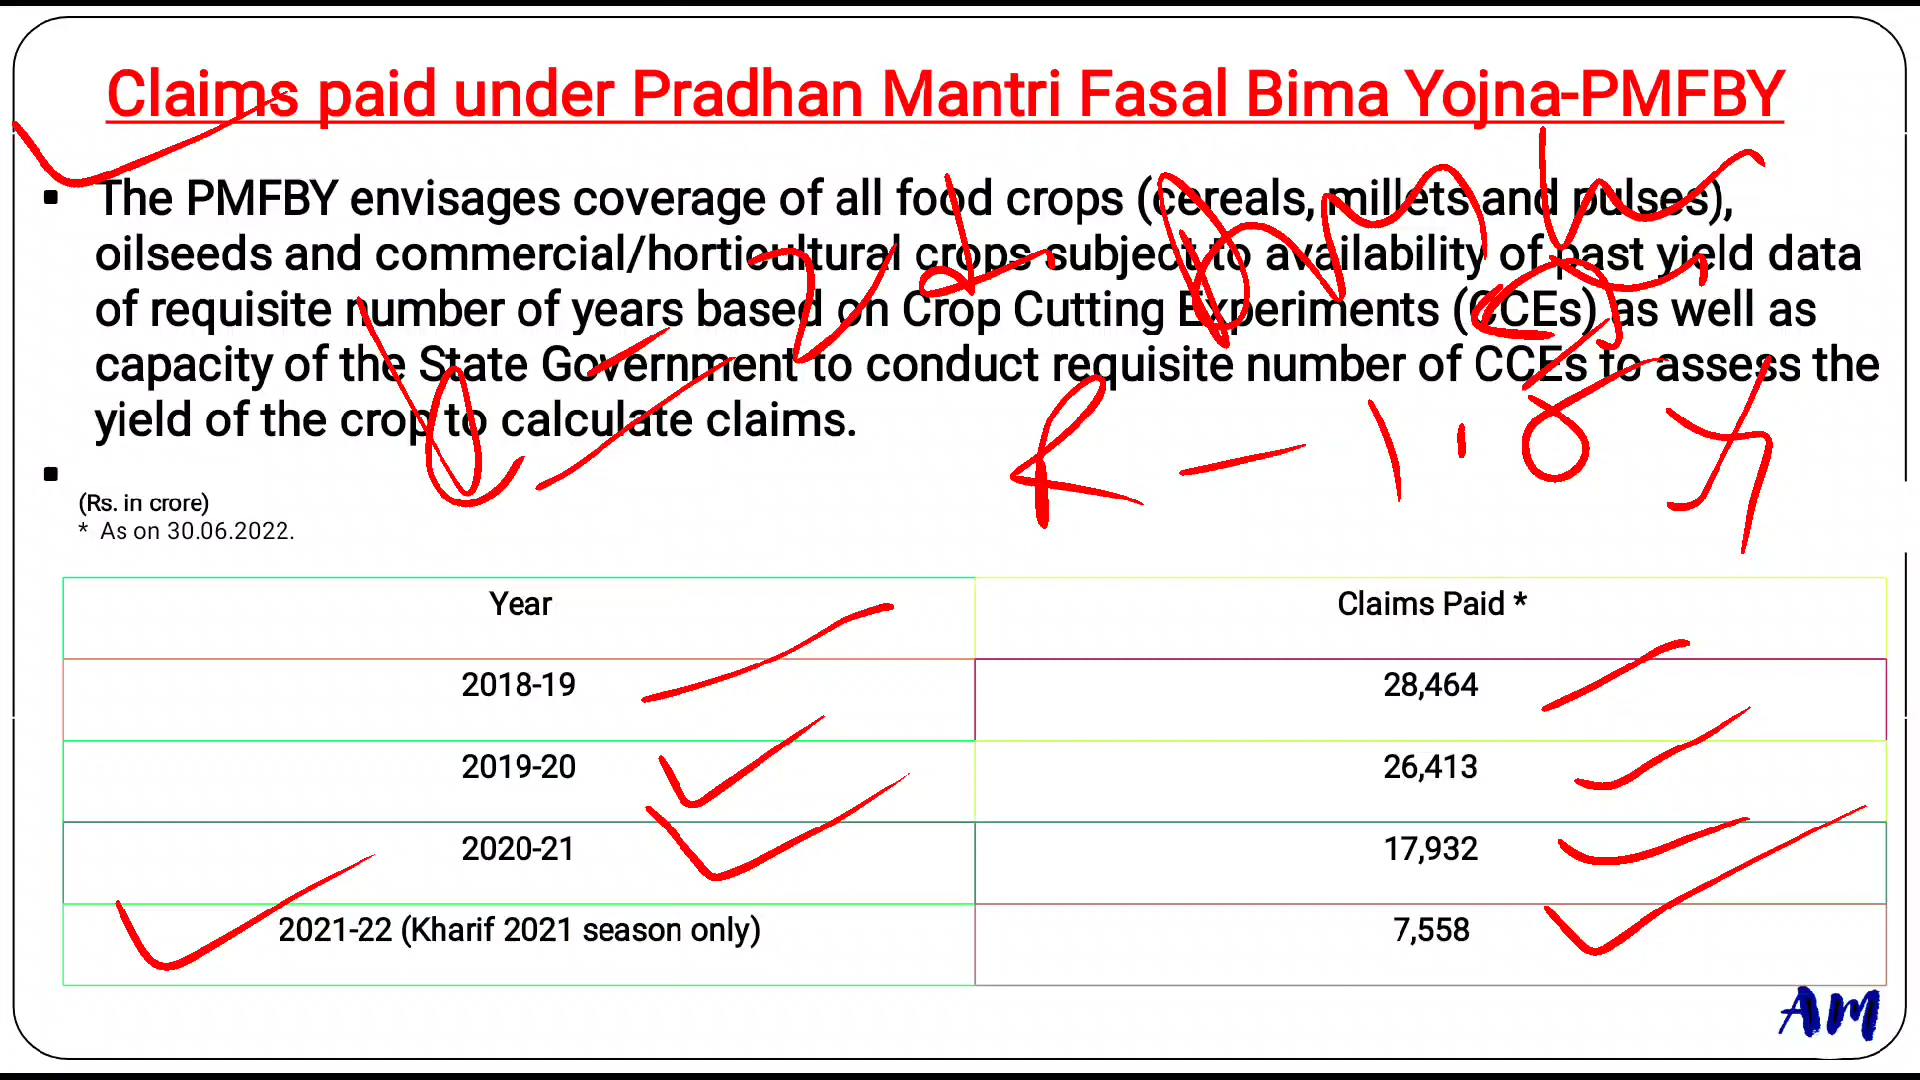 Claims paid under Pradhan Mantri Fasal Bima Yojna-PMFBY
▪ The PMFBY envisages coverage of all food crops (cereals, millets and pulses),
oilseeds and commercial/horticultural crops subject to availability of past yield data
of requisite number of years based on Crop Cutting Experiments (CCEs) as well as
capacity of the State Government to conduct requisite number of CCEs to assess the
yield of the crop to calculate claims.
R - 1.5
▪
(Rs. in crore)
* As on 30.06.2022.
Year Claims Paid *
2018-19 28,464
2019-20 26,413
2020-21 17,932
2021-22 (Kharif 2021 season only) 7,558
AM